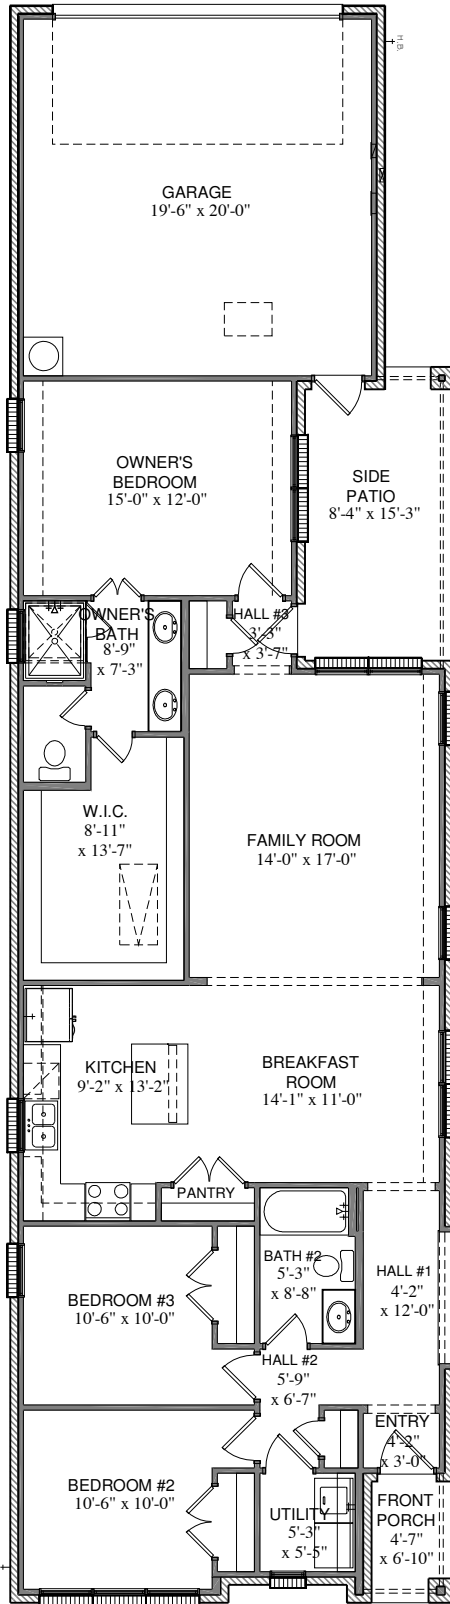 H.B.
GARAGE
19'-6" x 20'-0"
OWNER'S
BEDROOM
15'-0" x 12'-0"
SIDE
PATIO
8'-4" x 15'-3"
OWNER'S
BATH
8'-9"
x 7'-3"
HALL #3
3'-3"
x 3'-7"
W.I.C.
8'-11"
x 13'-7"
FAMILY ROOM
14'-0" x 17'-0"
KITCHEN
9'-2" x 13'-2"
BREAKFAST
ROOM
14'-1" x 11'-0"
PANTRY
BATH #2
5'-3"
x 8'-8"
HALL #1
4'-2"
x 12'-0"
BEDROOM #3
10'-6" x 10'-0"
HALL #2
5'-9"
x 6'-7"
ENTRY
4'-2"
x 3'-0"
BEDROOM #2
10'-6" x 10'-0"
UTILITY
5'-3"
x 5'-5"
FRONT
PORCH
4'-7"
x 6'-10"